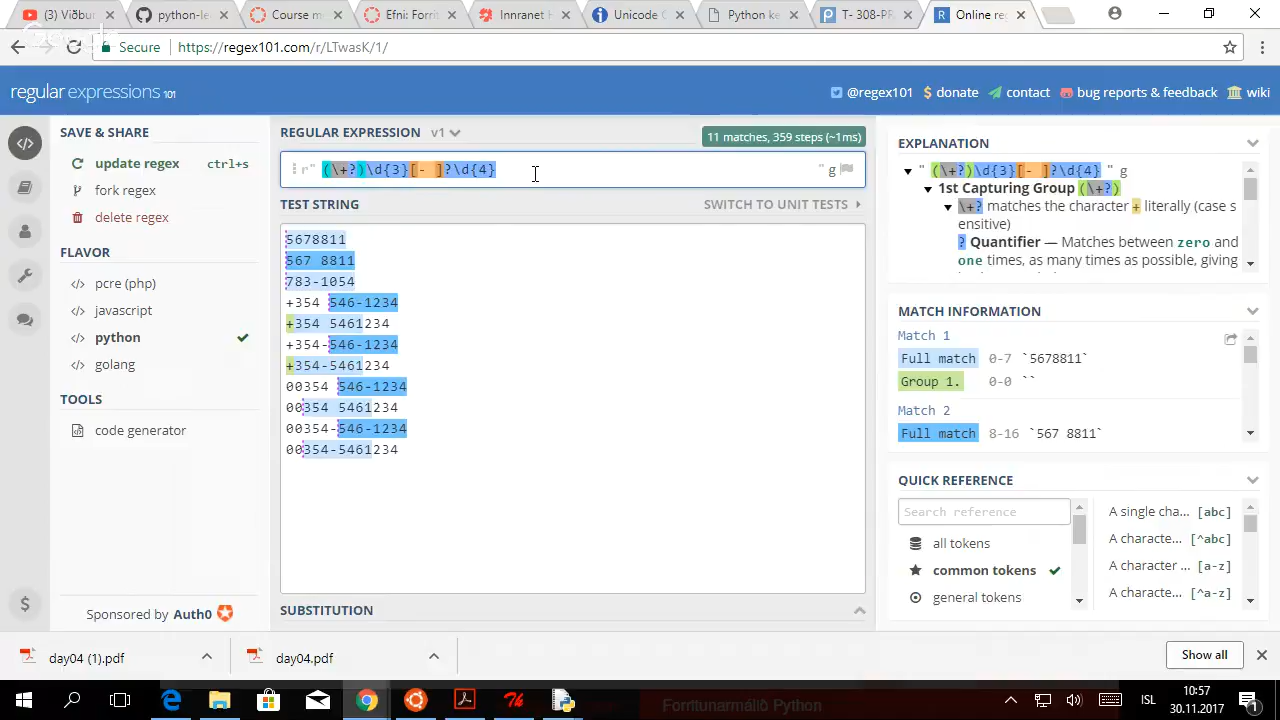 (3) Viðbur
python-le
Course m
Efni: Forrit
Innranet H
Unicode C
Python ke
T- 308-PR
Online re
Secure
https://regex101.com/r/LTwasK/1/
regular expressions 101
@regex101
donate
contact
bug reports & feedback
wiki
SAVE & SHARE
update regex
ctrl+s
fork regex
delete regex
FLAVOR
pcre (php)
javascript
python
golang
TOOLS
code generator
Sponsored by Auth0
REGULAR EXPRESSION
v1
11 matches, 359 steps (~1ms)
r" (\+?)\d{3}[- ]?\d{4} " g
TEST STRING
SWITCH TO UNIT TESTS
5678811
567 8811
783-1054
+354 546-1234
+354 5461234
+354-546-1234
+354-5461234
00354 546-1234
00354 5461234
00354-546-1234
00354-5461234
SUBSTITUTION
EXPLANATION
" (\+?)\d{3}[- ]?\d{4} " g
1st Capturing Group (\+?)
\+? matches the character + literally (case s
ensitive)
? Quantifier — Matches between zero and
one times, as many times as possible, giving
MATCH INFORMATION
Match 1
Full match 0-7 `5678811`
Group 1. 0-0 ``
Match 2
Full match 8-16 `567 8811`
QUICK REFERENCE
Search reference
all tokens
common tokens
general tokens
A single cha... [abc]
A characte... [^abc]
A character ... [a-z]
A characte... [^a-z]
day04 (1).pdf
day04.pdf
Show all
Forritunarmálið Python
ISL
10:57
30.11.2017
1